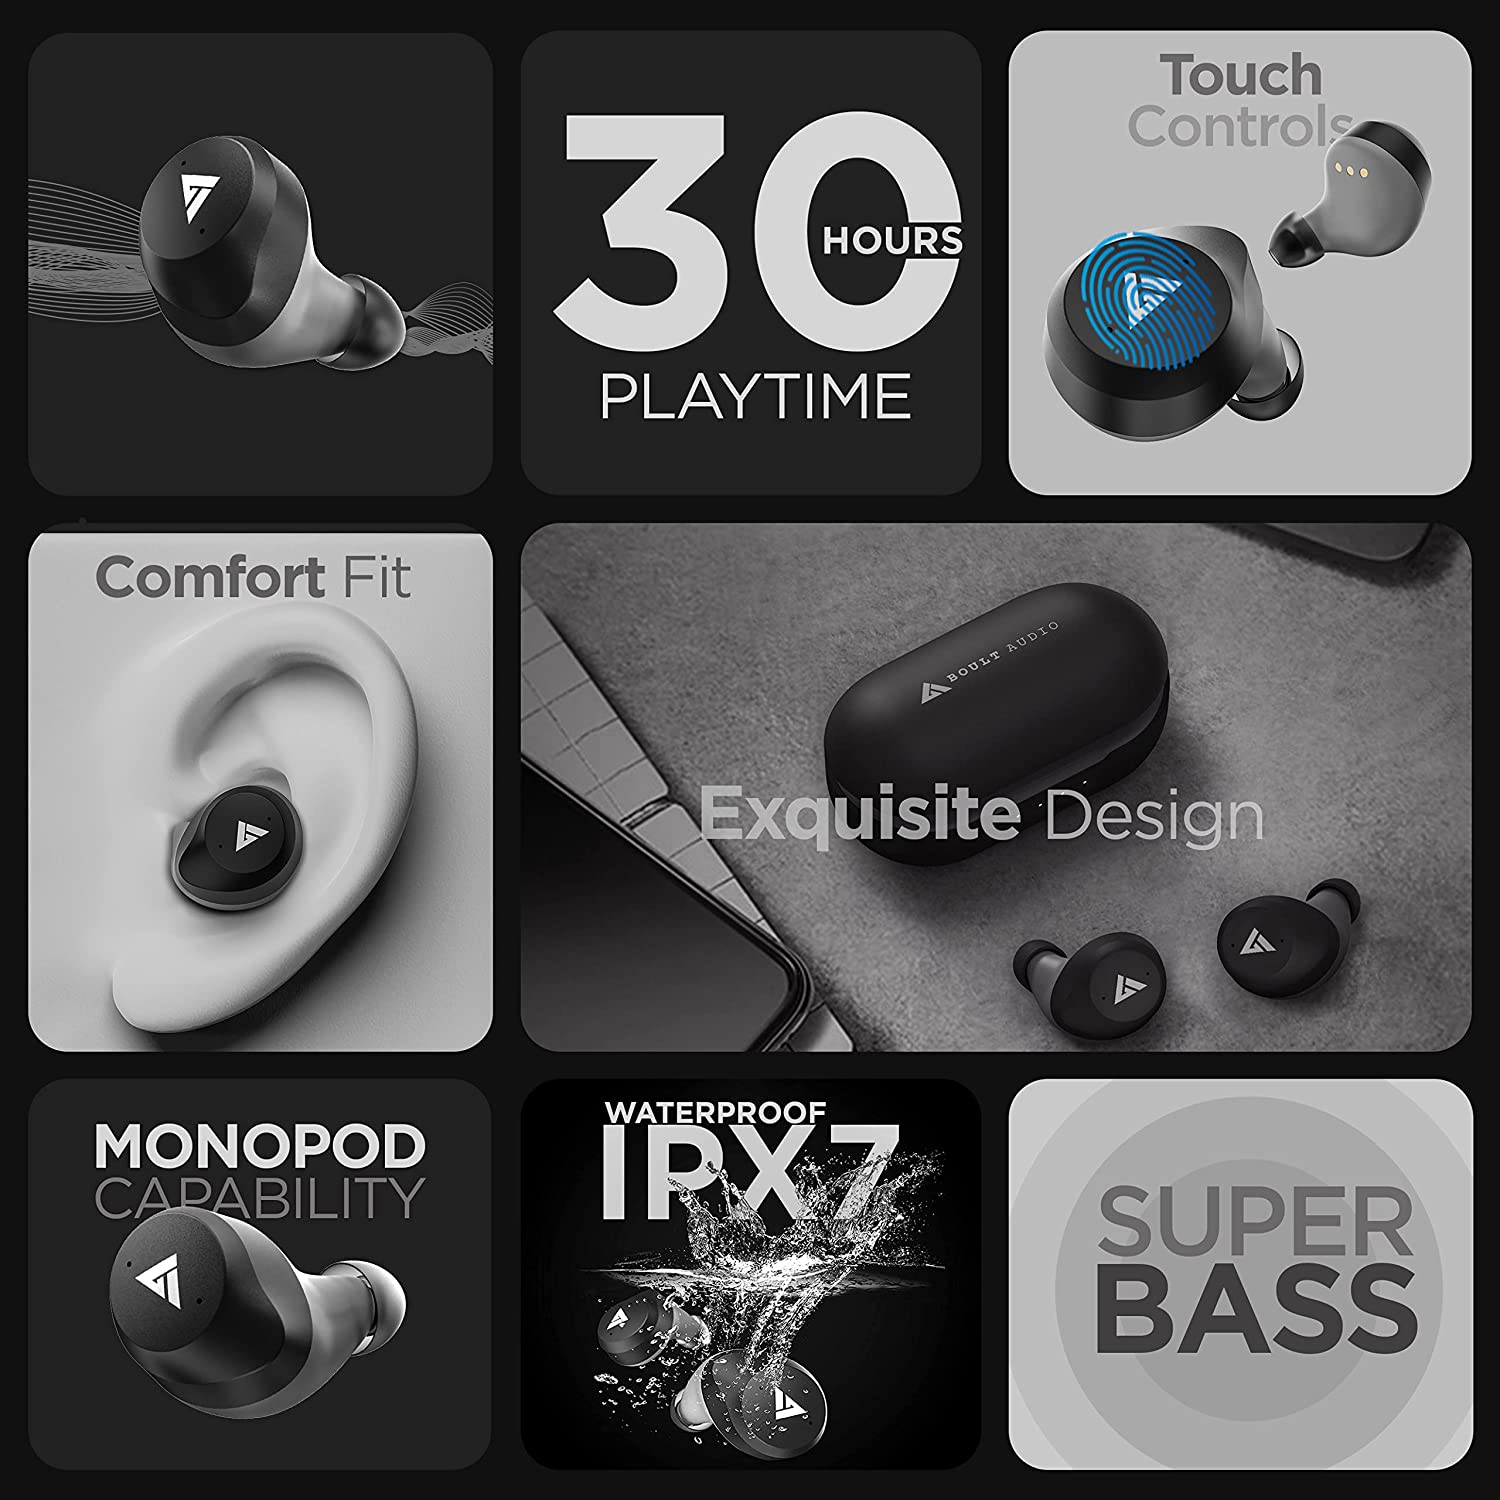 30
HOURS
PLAYTIME
Touch
Controls
Comfort Fit
BOULT AUDIO
Exquisite Design
MONOPOD
CAPABILITY
WATERPROOF
IPX7
SUPER
BASS